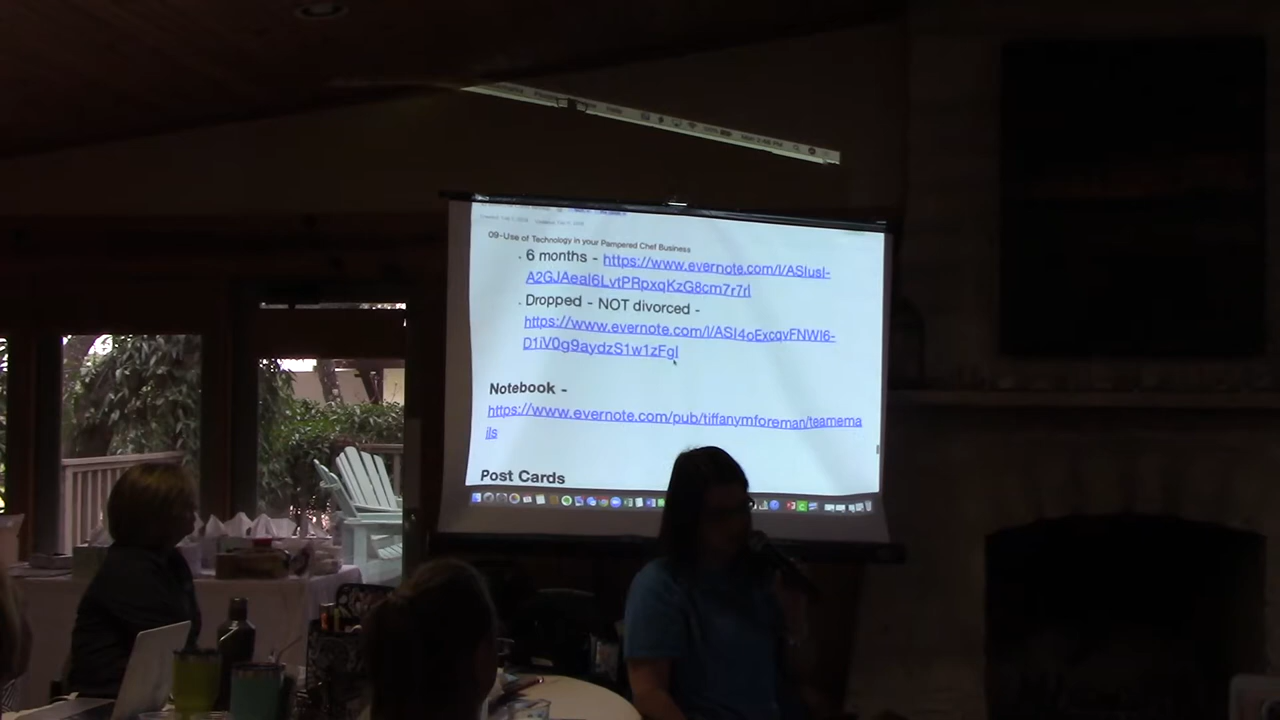 09-Use of Technology in your Pampered Chef Business
. 6 months - https://www.evernote.com/l/ASIusI-
A2GJAeaI6LvtPRpxqKzG8cm7r7rI
. Dropped - NOT divorced -
https://www.evernote.com/l/ASI4oExcqvFNWI6-
D1iV0g9aydzS1w1zFgI
Notebook -
https://www.evernote.com/pub/tiffanymforeman/teamema
ils
Post Cards